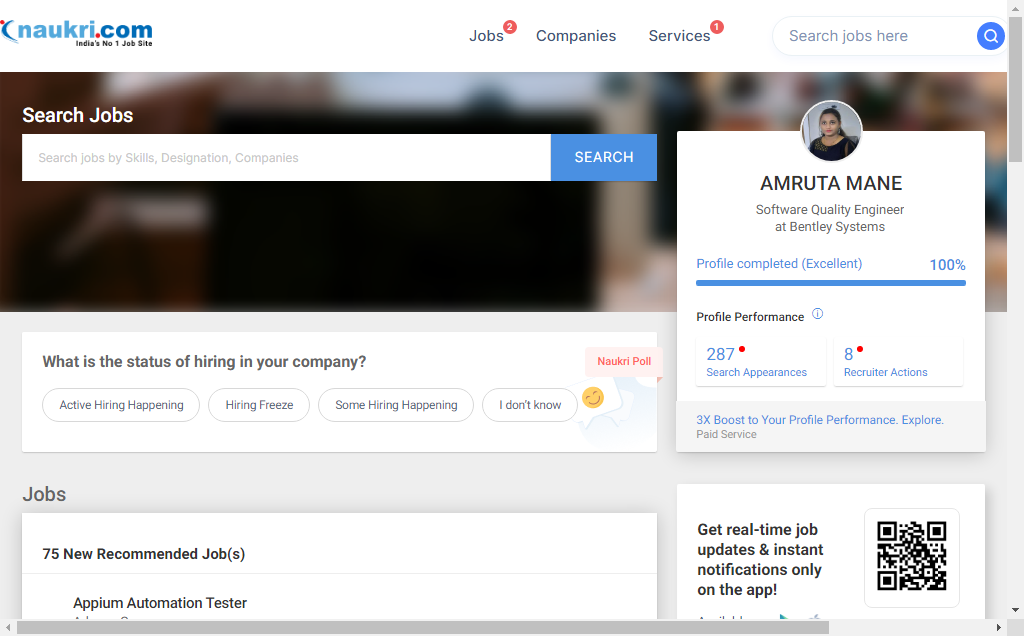 naukri.com
India's No 1 Job Site
Jobs 2
Companies
Services 1
Search jobs here
Search Jobs
Search jobs by Skills, Designation, Companies
SEARCH
AMRUTA MANE
Software Quality Engineer
at Bentley Systems
Profile completed (Excellent) 100%
Profile Performance
287
Search Appearances
8
Recruiter Actions
3X Boost to Your Profile Performance. Explore.
Paid Service
What is the status of hiring in your company?
Naukri Poll
Active Hiring Happening
Hiring Freeze
Some Hiring Happening
I don't know
Jobs
75 New Recommended Job(s)
Appium Automation Tester
Get real-time job
updates & instant
notifications only
on the app!